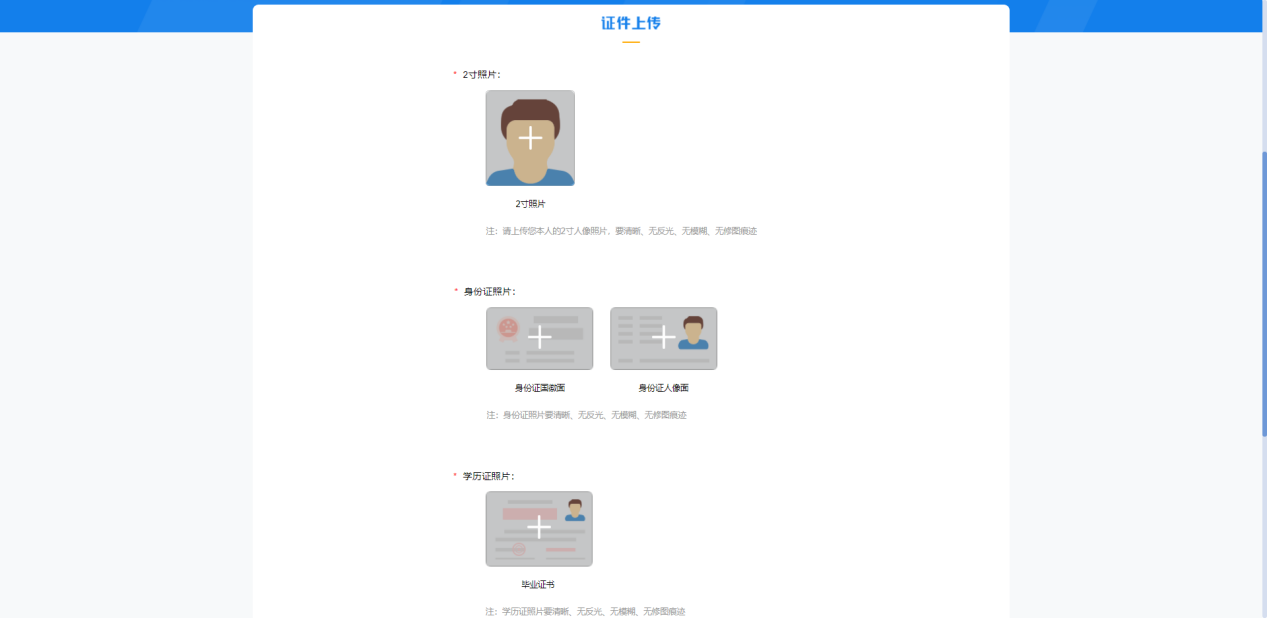 证件上传
* 2寸照片：
2寸照片
注：请上传您本人的2寸人像照片，要清晰、无反光、无模糊、无修图痕迹
* 身份证照片：
身份证国徽面 身份证人像面
注：身份证照片要清晰、无反光、无模糊、无修图痕迹
* 学历证照片：
毕业证书
注：学历证照片要清晰、无反光、无模糊、无修图痕迹